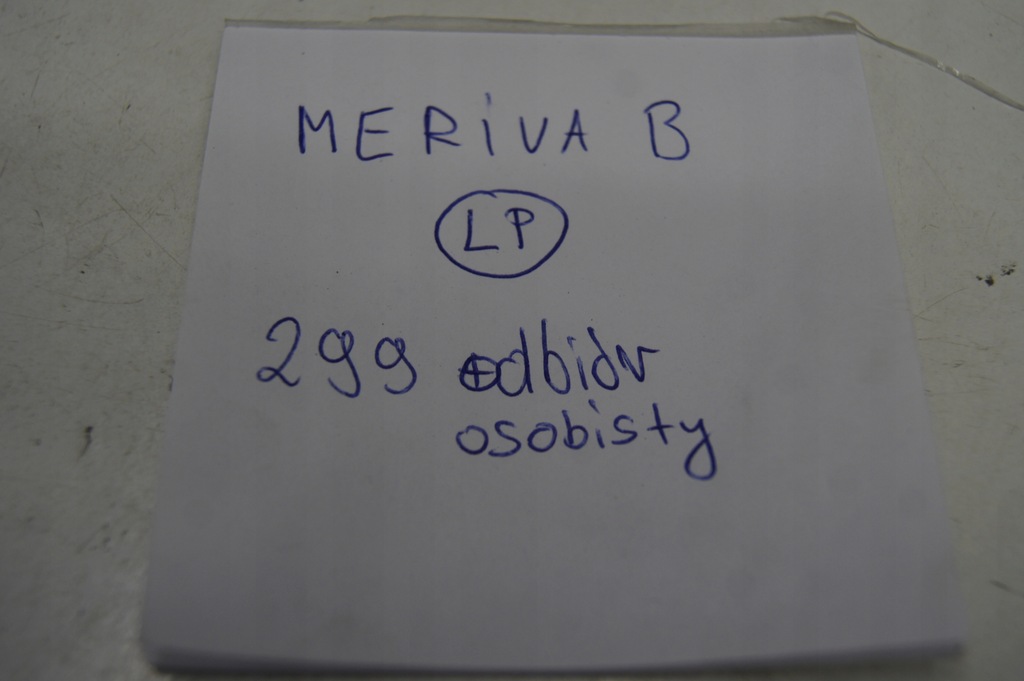 MERIVA B
LP
299 odbiór
osobisty